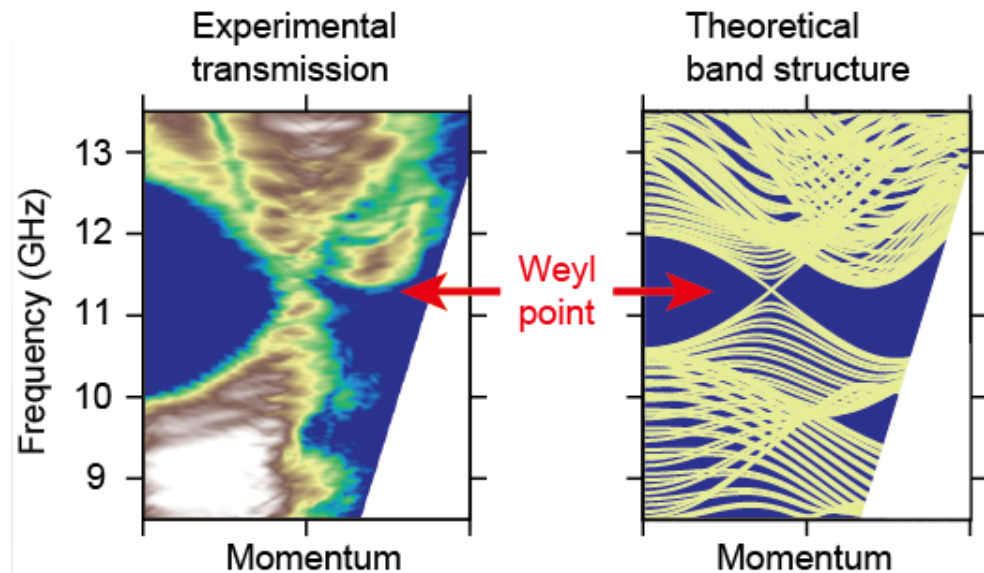 Experimental
transmission
Theoretical
band structure
Frequency (GHz)
13
12
11
10
9
Weyl
point
Momentum
Momentum